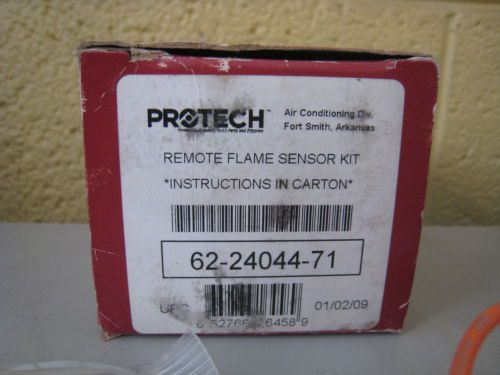 PROTECH™
Air Conditioning Div.
Fort Smith, Arkansas
REMOTE FLAME SENSOR KIT
*INSTRUCTIONS IN CARTON*
62-24044-71
01/02/09